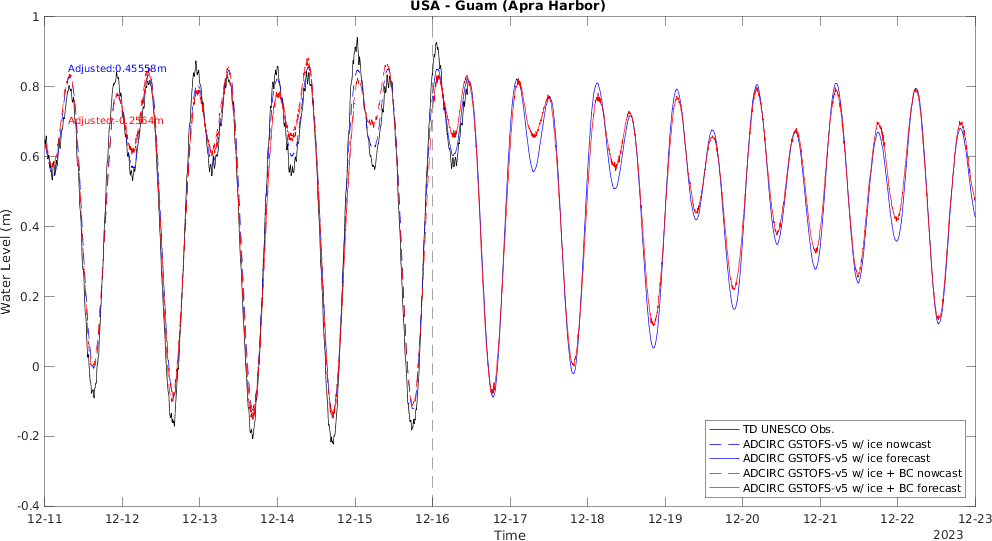 USA - Guam (Apra Harbor)
1
0.8
0.6
0.4
0.2
0
-0.2
-0.4
Water Level (m)
Adjusted:0.45558m
Adjusted:-0.2564m
TD UNESCO Obs.
ADCIRC GSTOFS-v5 w/ ice nowcast
ADCIRC GSTOFS-v5 w/ ice forecast
ADCIRC GSTOFS-v5 w/ ice + BC nowcast
ADCIRC GSTOFS-v5 w/ ice + BC forecast
12-11 12-12 12-13 12-14 12-15 12-16 12-17 12-18 12-19 12-20 12-21 12-22 12-23
Time
2023